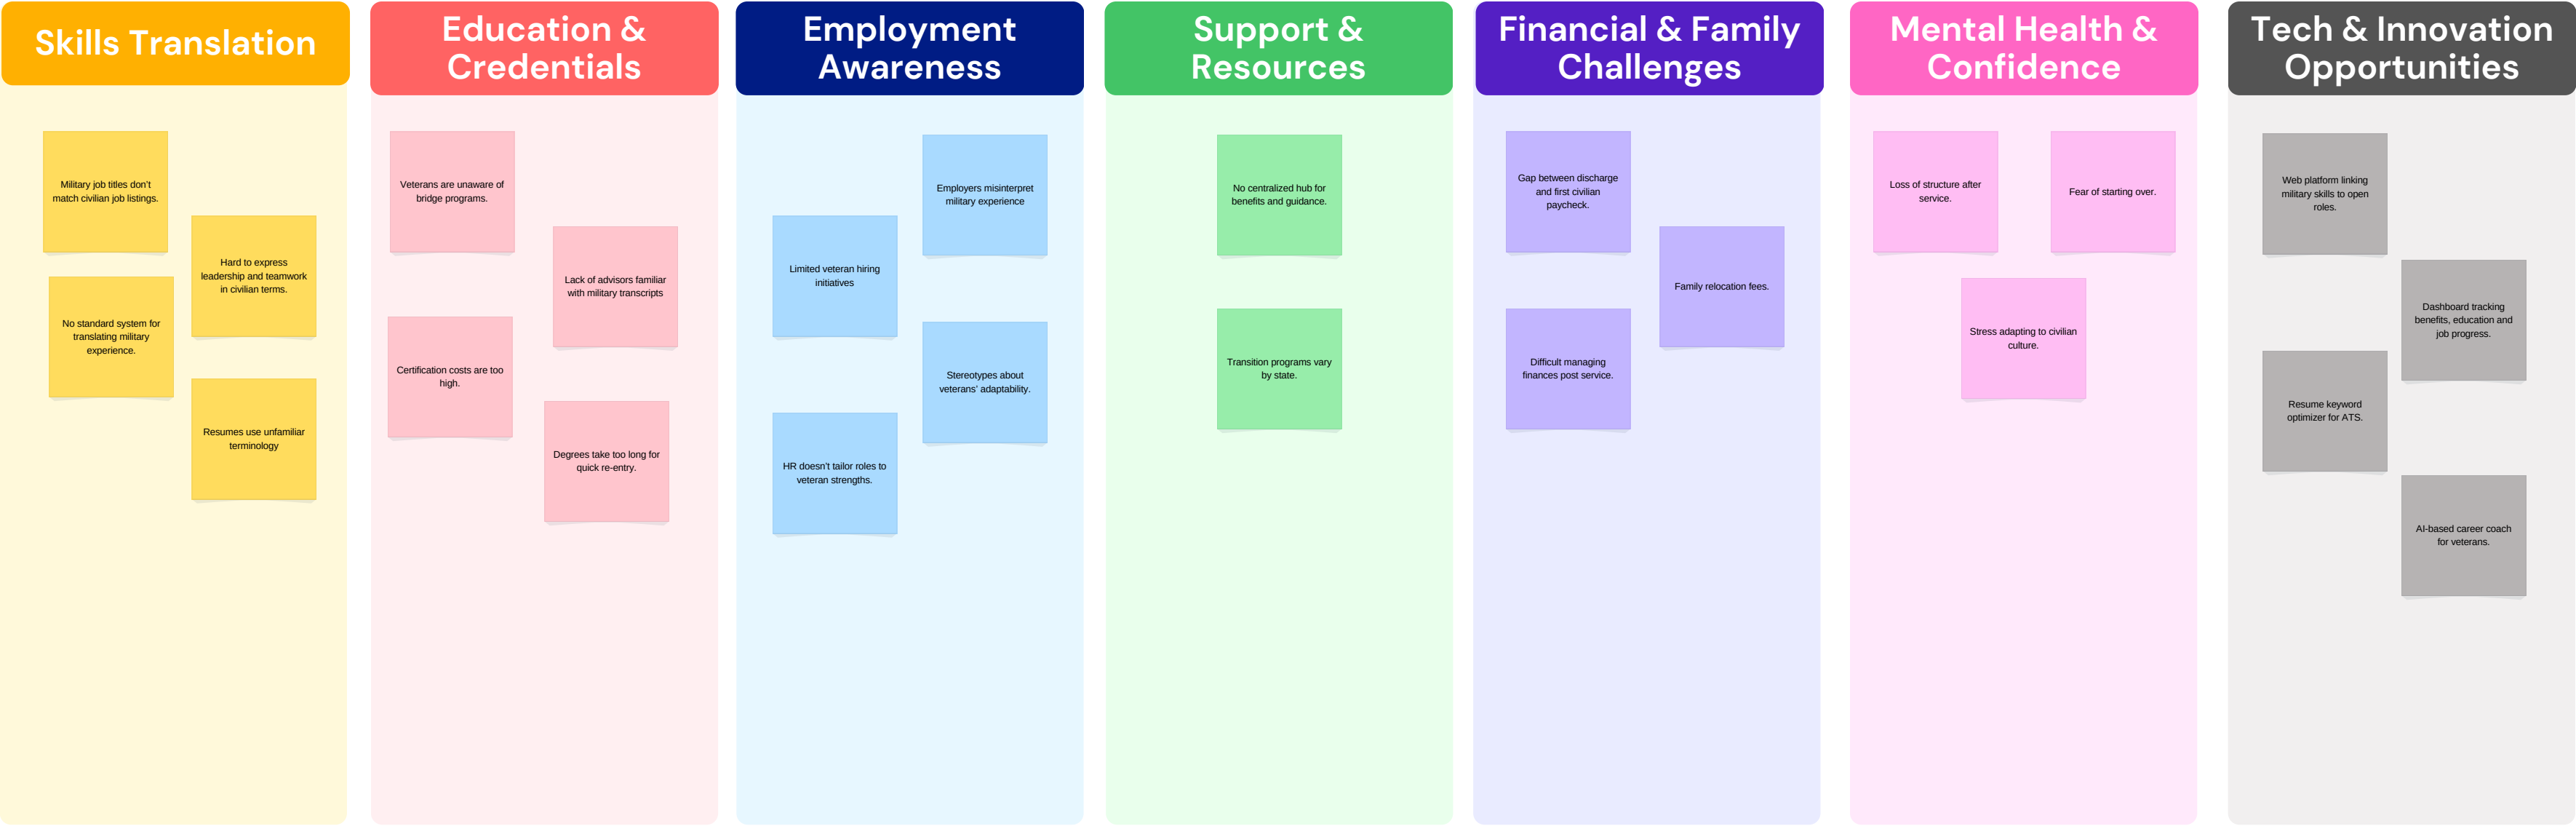 Skills Translation
Military job titles don't
match civilian job listings.
Hard to express
leadership and teamwork
in civilian terms.
No standard system for
translating military
experience.
Resumes use unfamiliar
terminology
Education &
Credentials
Veterans are unaware of
bridge programs.
Lack of advisors familiar
with military transcripts
Certification costs are too
high.
Degrees take too long for
quick re-entry.
Employment
Awareness
Employers misinterpret
military experience
Limited veteran hiring
initiatives
Stereotypes about
veterans' adaptability.
HR doesn't tailor roles to
veteran strengths.
Support &
Resources
No centralized hub for
benefits and guidance.
Transition programs vary
by state.
Financial & Family
Challenges
Gap between discharge
and first civilian
paycheck.
Family relocation fees.
Difficult managing
finances post service.
Mental Health &
Confidence
Loss of structure after
service.
Fear of starting over.
Stress adapting to civilian
culture.
Tech & Innovation
Opportunities
Web platform linking
military skills to open
roles.
Dashboard tracking
benefits, education and
job progress.
Resume keyword
optimizer for ATS.
AI-based career coach
for veterans.